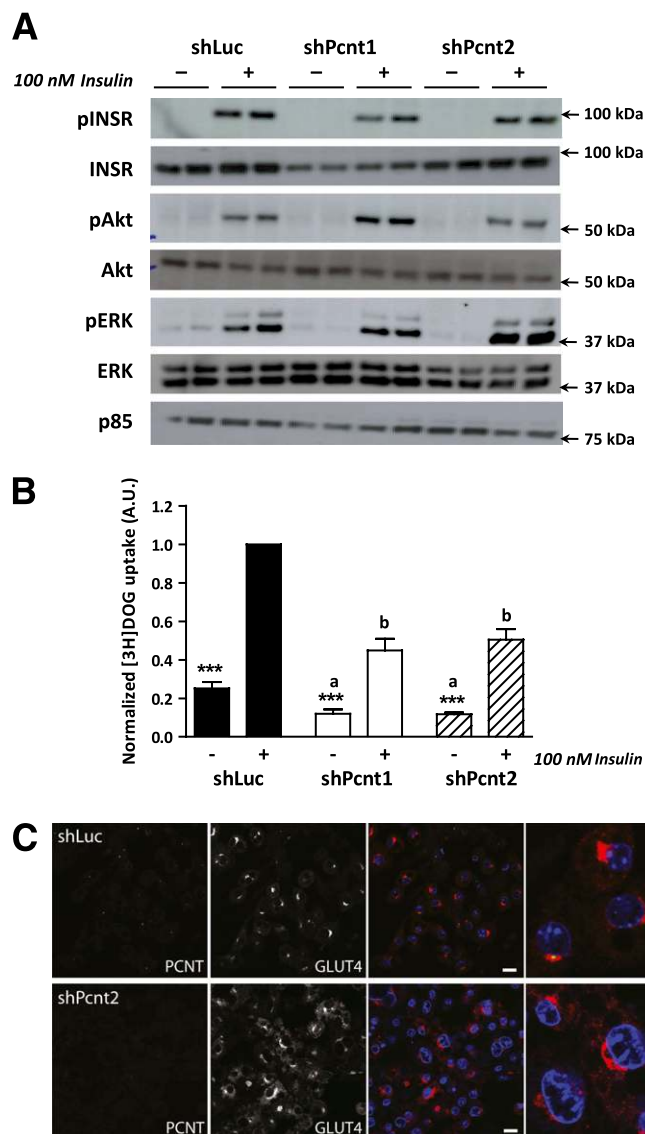 A
shLuc shPcnt1 shPcnt2
100 nM Insulin – + – + – +
pINSR ← 100 kDa
INSR ← 100 kDa
pAkt ← 50 kDa
Akt ← 50 kDa
pERK ← 37 kDa
ERK ← 37 kDa
p85 ← 75 kDa
B
Normalized [3H]DOG uptake (A.U.)
1.2
1.0
0.8
0.6
0.4
0.2
0.0
***
a
***
b
a
***
b
- + - + - + 100 nM Insulin
shLuc shPcnt1 shPcnt2
C
shLuc
PCNT GLUT4
shPcnt2
PCNT GLUT4